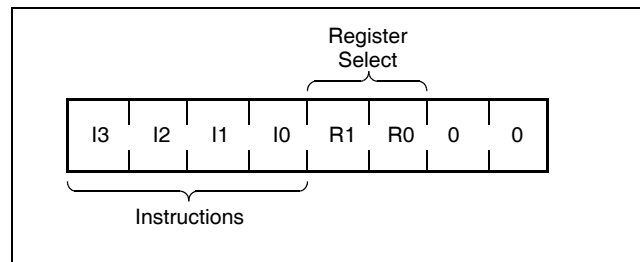 Register
Select
I3 I2 I1 I0 R1 R0 0 0
Instructions